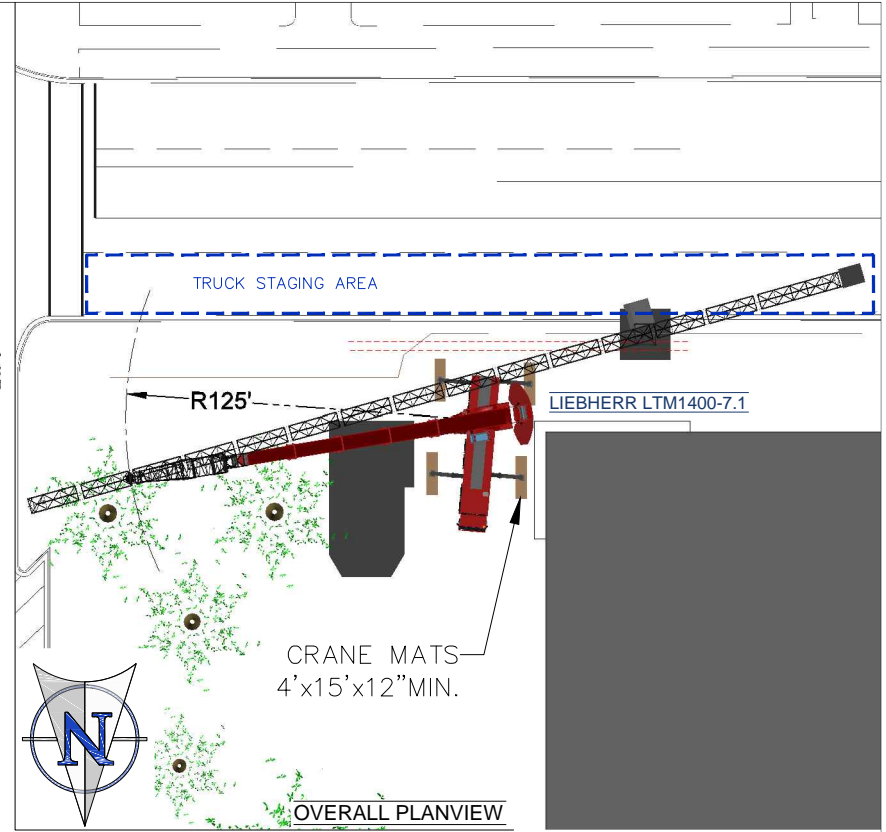 TRUCK STAGING AREA
R125'
LIEBHERR LTM1400-7.1
CRANE MATS
4'x15'x12"MIN.
N
OVERALL PLANVIEW